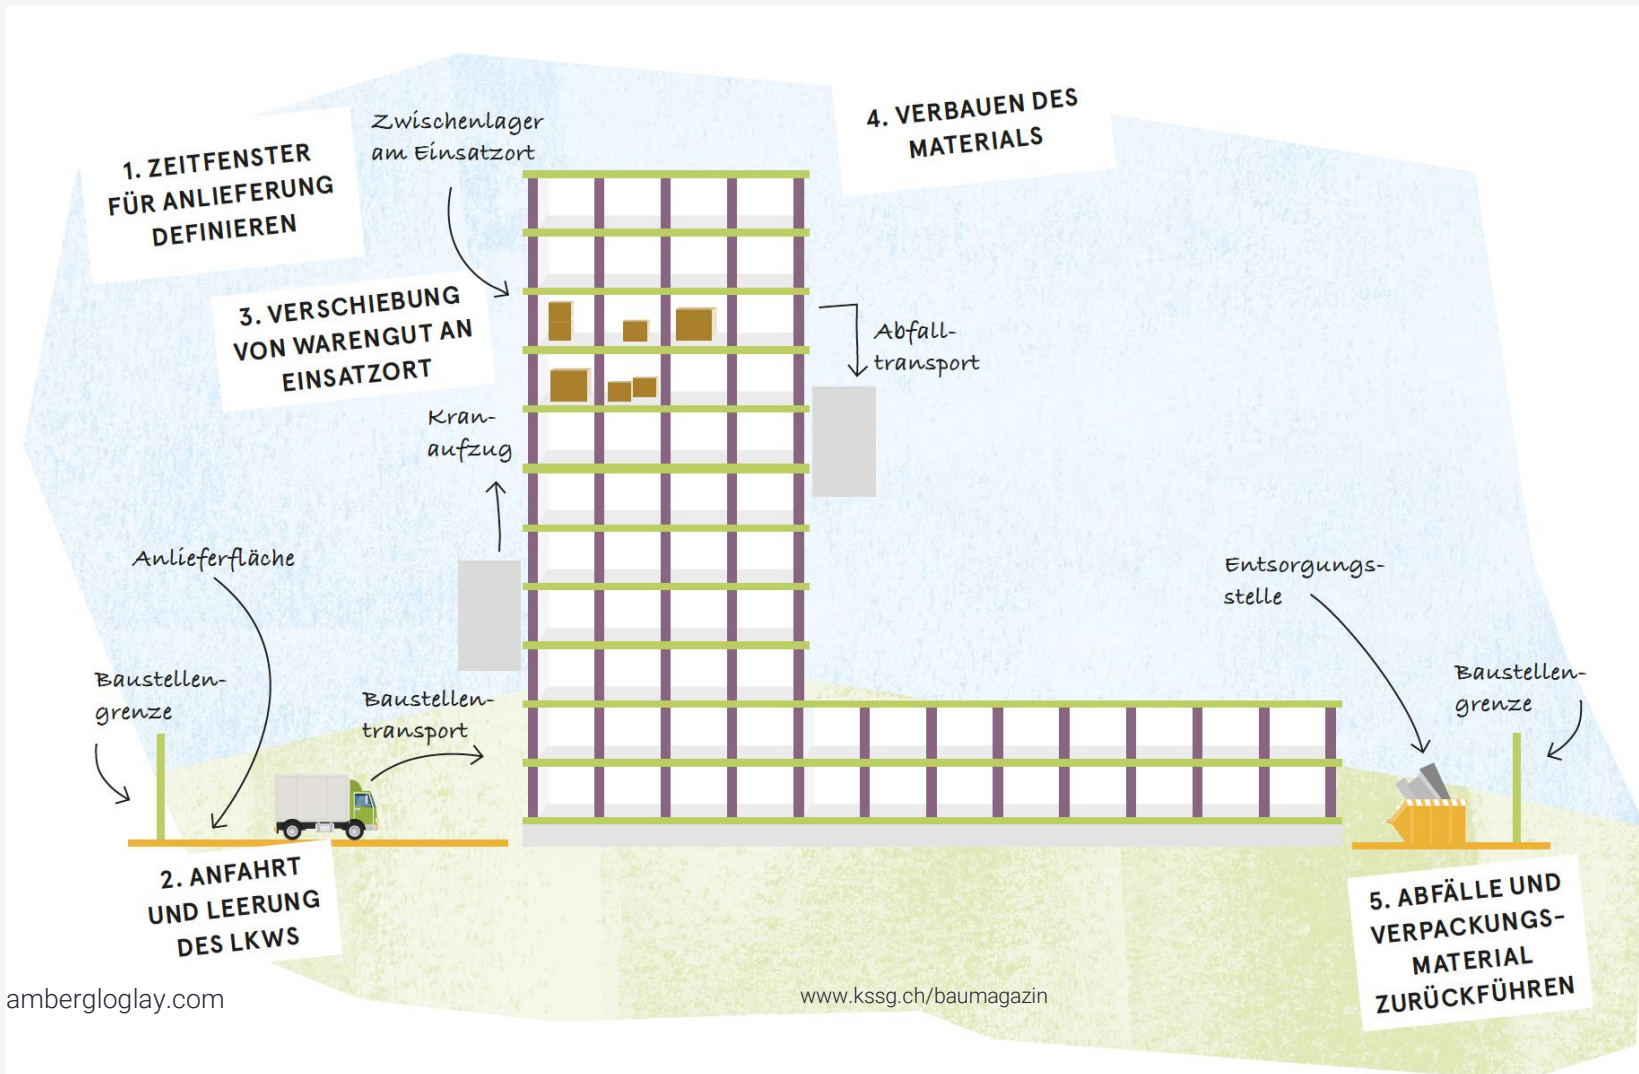 1. ZEITFENSTER
FÜR ANLIEFERUNG
DEFINIEREN
Zwischenlager
am Einsatzort
4. VERBAUEN DES
MATERIALS
3. VERSCHIEBUNG
VON WARENGUT AN
EINSATZORT
Abfall-
transport
Kran-
aufzug
Anlieferfläche
Entsorgungs-
stelle
Baustellen-
grenze
Baustellen-
transport
Baustellen-
grenze
2. ANFAHRT
UND LEERUNG
DES LKWS
5. ABFÄLLE UND
VERPACKUNGS-
MATERIAL
ZURÜCKFÜHREN
ambergloglay.com
www.kssg.ch/baumagazin